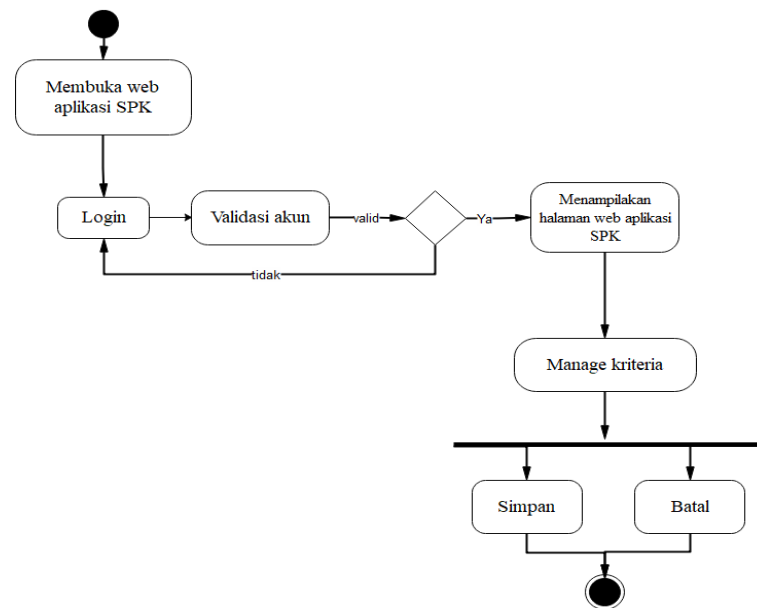 Membuka web
aplikasi SPK
Login
Validasi akun
valid
Ya
Menampilakan
halaman web aplikasi
SPK
tidak
Manage kriteria
Simpan
Batal